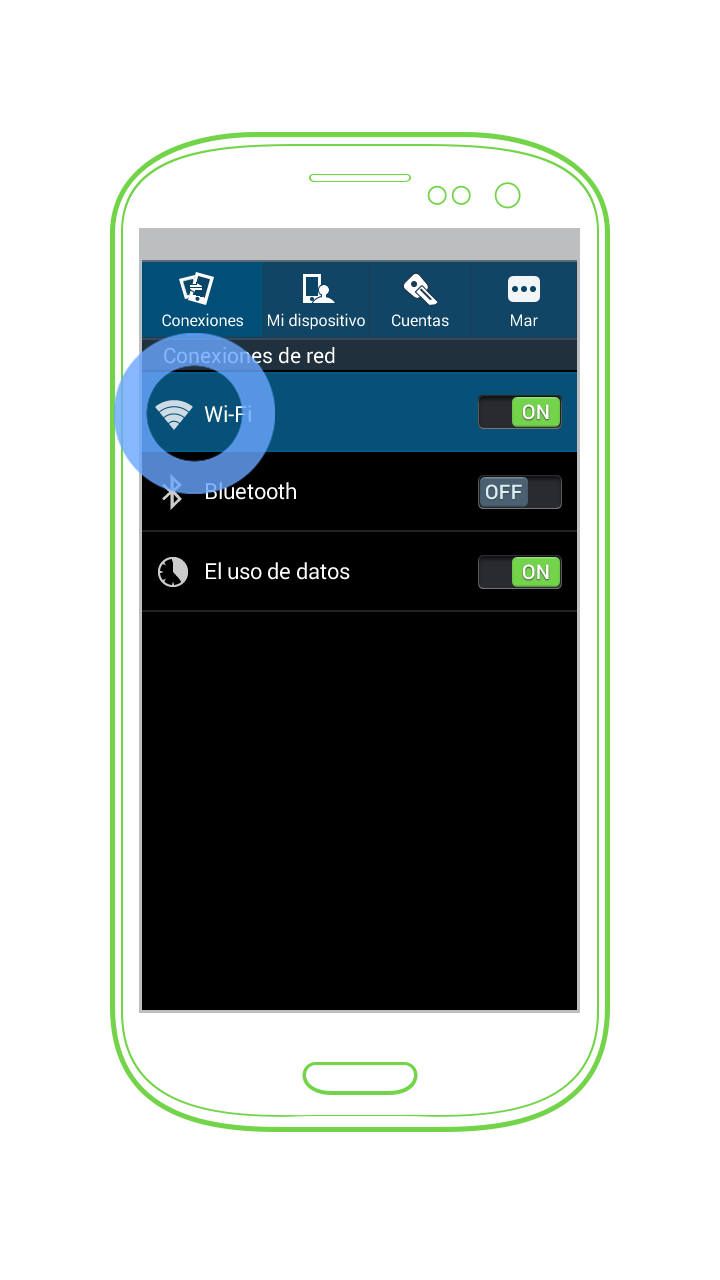 Conexiones
Mi dispositivo
Cuentas
Mar
Conexiones de red
Wi-Fi
ON
Bluetooth
OFF
El uso de datos
ON